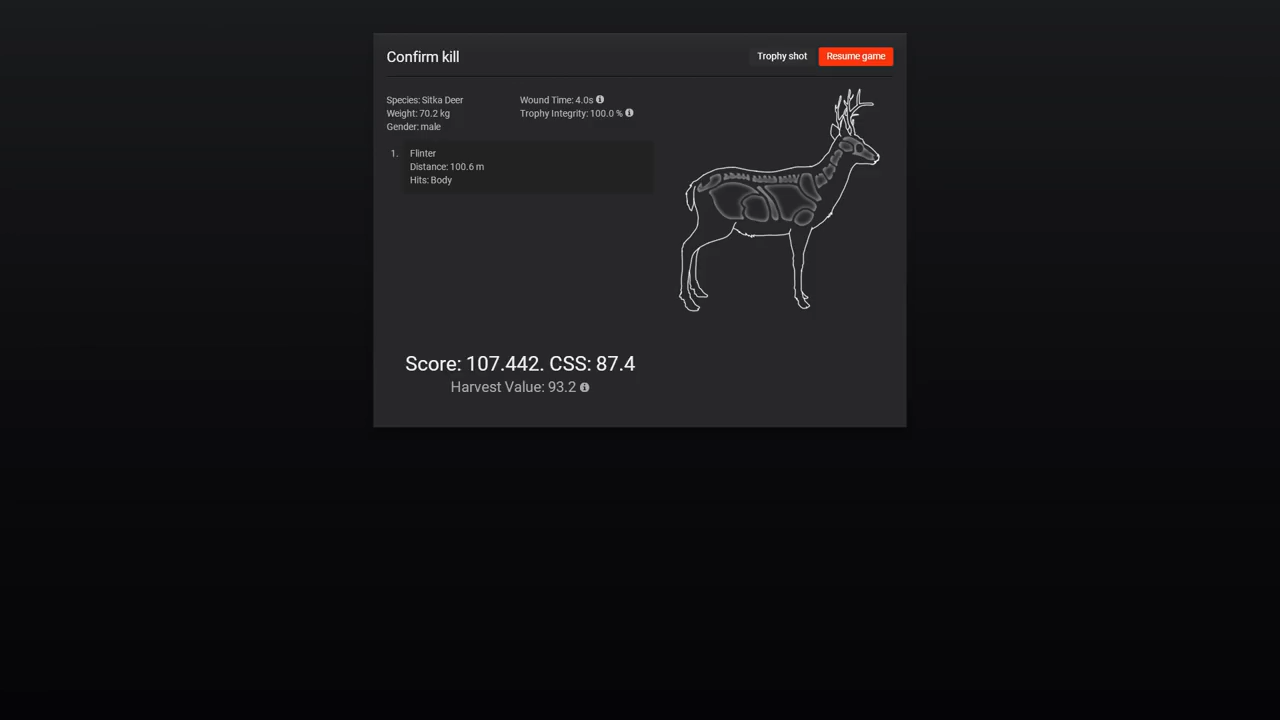 Confirm kill
Trophy shot
Resume game
Species: Sitka Deer
Weight: 70.2 kg
Gender: male
Wound Time: 4.0s
Trophy Integrity: 100.0 %
1. Flinter
Distance: 100.6 m
Hits: Body
Score: 107.442. CSS: 87.4
Harvest Value: 93.2